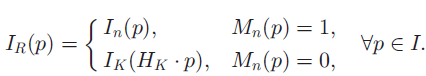 I_R(p) = { I_n(p), M_n(p) = 1,
I_K(H_K · p), M_n(p) = 0, ∀p ∈ I.